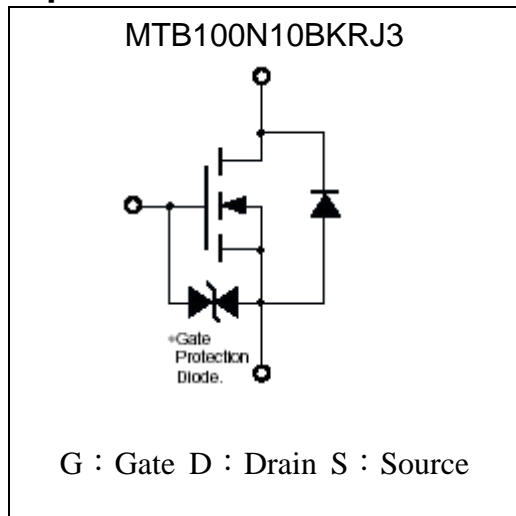 MTB100N10BKRJ3
*Gate
Protection
Diode.
G：Gate D：Drain S：Source